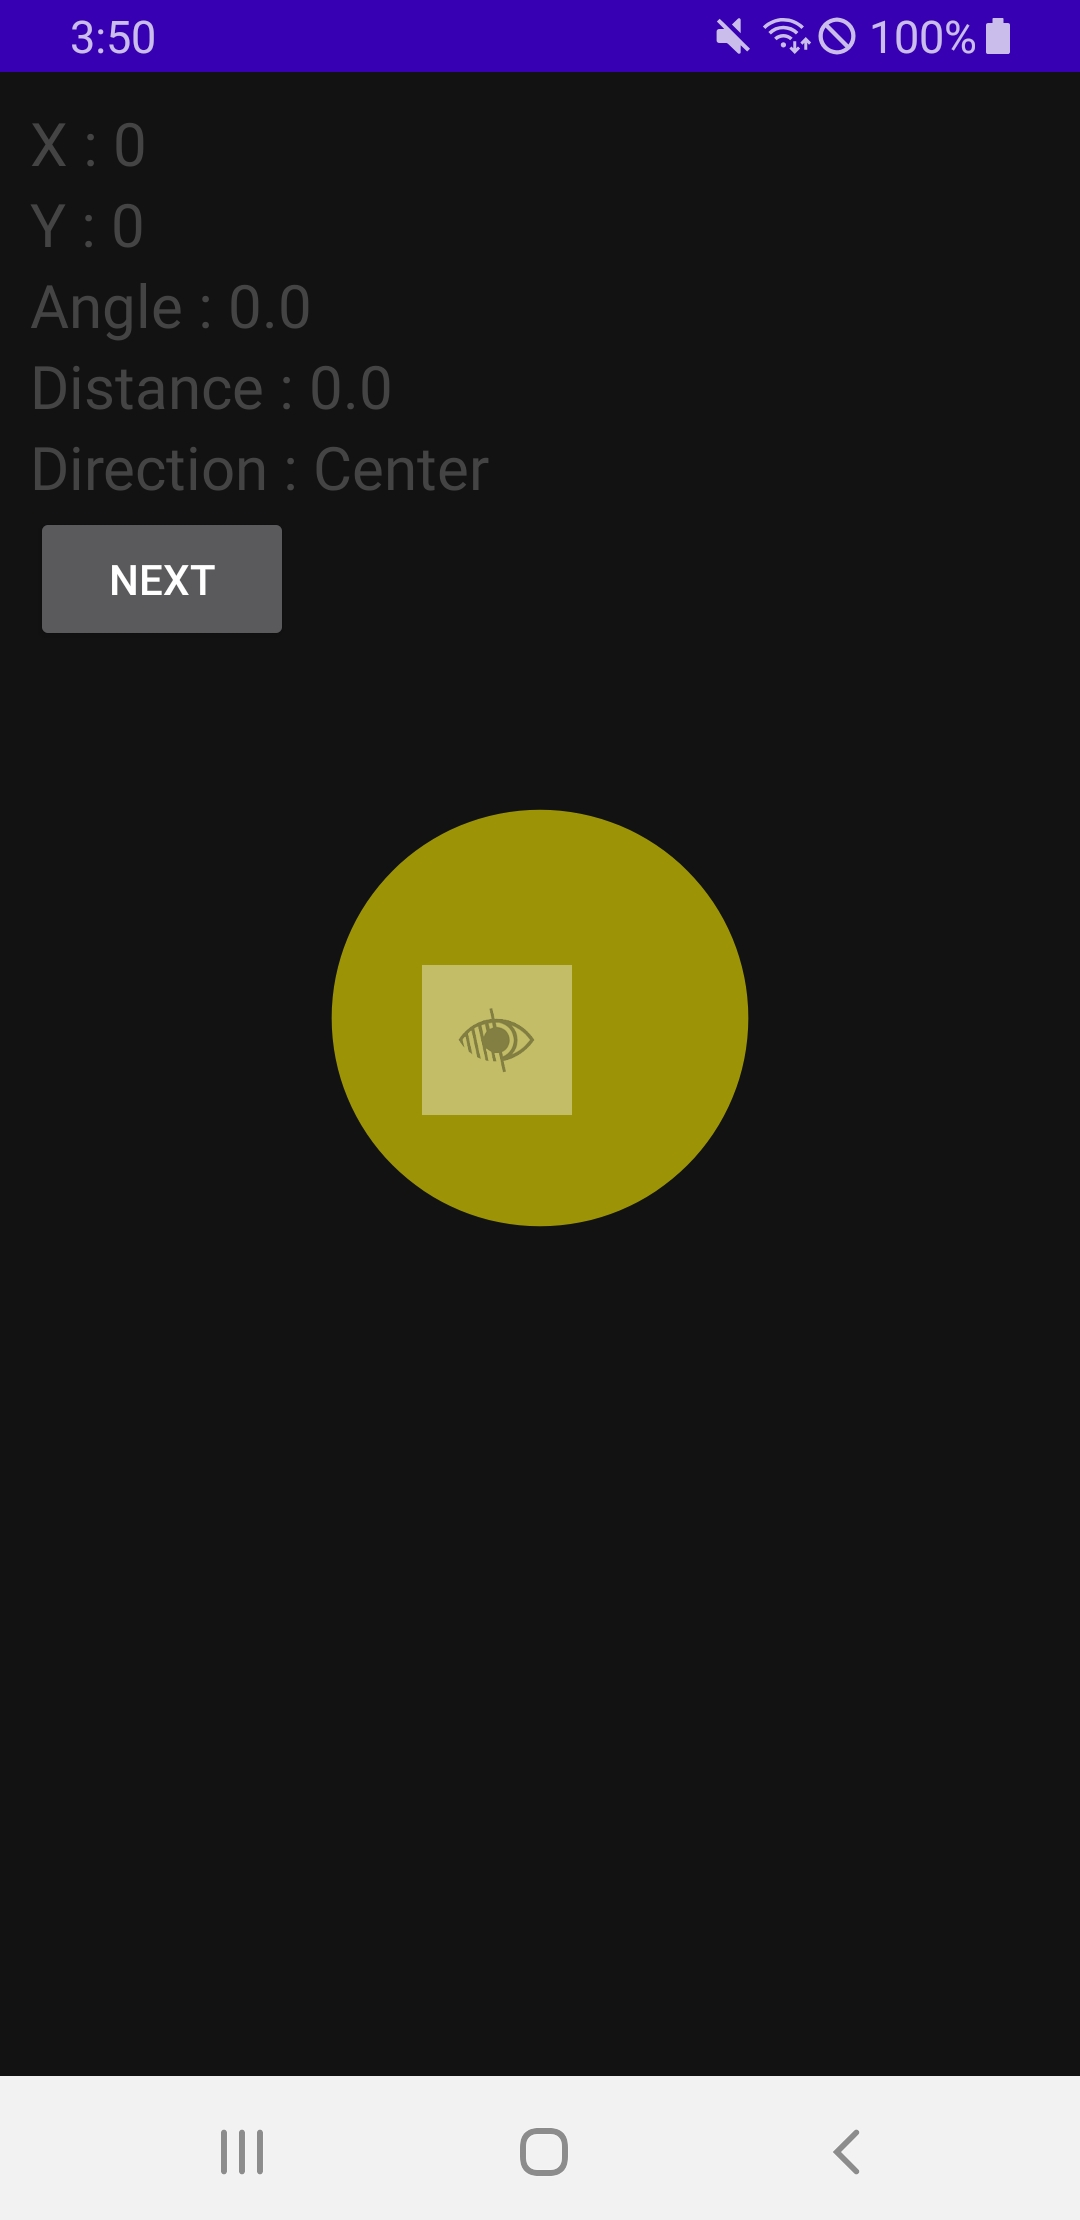 3:50 100%
X : 0
Y : 0
Angle : 0.0
Distance : 0.0
Direction : Center
NEXT